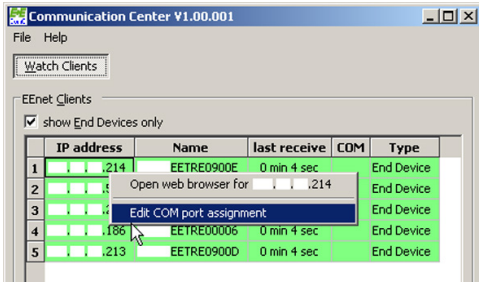 Communication Center V1.00.001
File Help
Watch Clients
EEnet Clients
show End Devices only
IP address Name last receive COM Type
1 . . .214 EETRE0900E 0 min 4 sec End Device
2 End Device
Open web browser for . . .214
3 End Device
Edit COM port assignment
4 .186 EETRE00006 0 min 4 sec End Device
5 . . .213 EETRE0900D 0 min 4 sec End Device